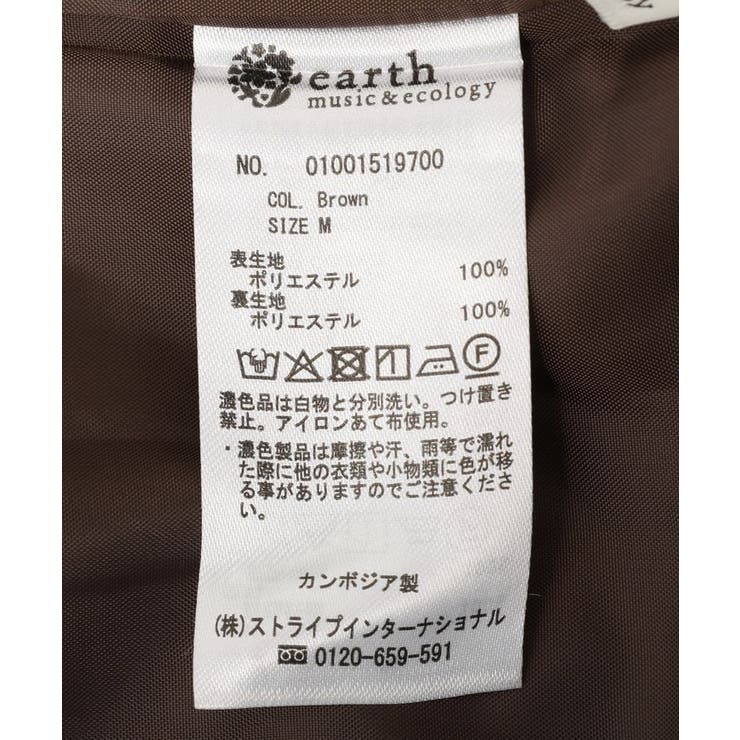 earth
music&ecology
NO. 01001519700
COL. Brown
SIZE M
表生地
ポリエステル 100%
裏生地
ポリエステル 100%
F
濃色品は白物と分別洗い。つけ置き
禁止。アイロンあて布使用。
・濃色製品は摩擦や汗、雨等で濡れ
た際に他の衣類や小物類に色が移
る事がありますのでご注意くださ
い。
カンボジア製
(株)ストライプインターナショナル
0120-659-591